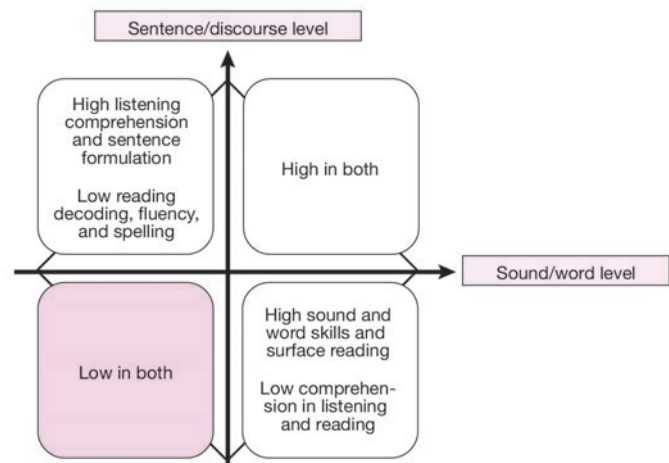 Sentence/discourse level
High listening
comprehension
and sentence
formulation
Low reading
decoding, fluency,
and spelling
High in both
Sound/word level
Low in both
High sound and
word skills and
surface reading
Low comprehen-
sion in listening
and reading